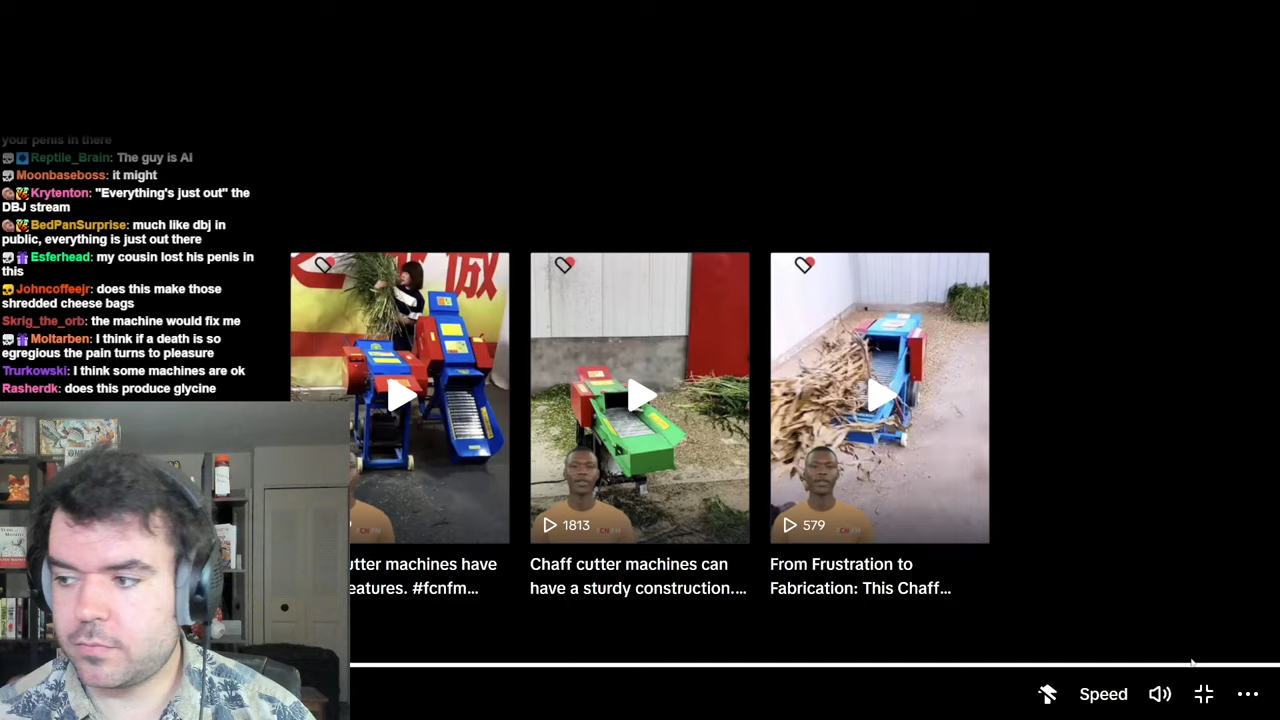 your penis in there
Reptile_Brain: The guy is AI
Moonbaseboss: it might
Krytenton: "Everything's just out" the
DBJ stream
BedPanSurprise: much like dbj in
public, everything is just out there
Esferhead: my cousin lost his penis in
this
Johncoffeejr: does this make those
shredded cheese bags
Skrig_the_orb: the machine would fix me
Moltarben: I think if a death is so
egregious the pain turns to pleasure
Trurkowski: I think some machines are ok
Rasherdk: does this produce glycine
1813
579
utter machines have
eatures. #fcnfm...
Chaff cutter machines can
have a sturdy construction....
From Frustration to
Fabrication: This Chaff...
Speed